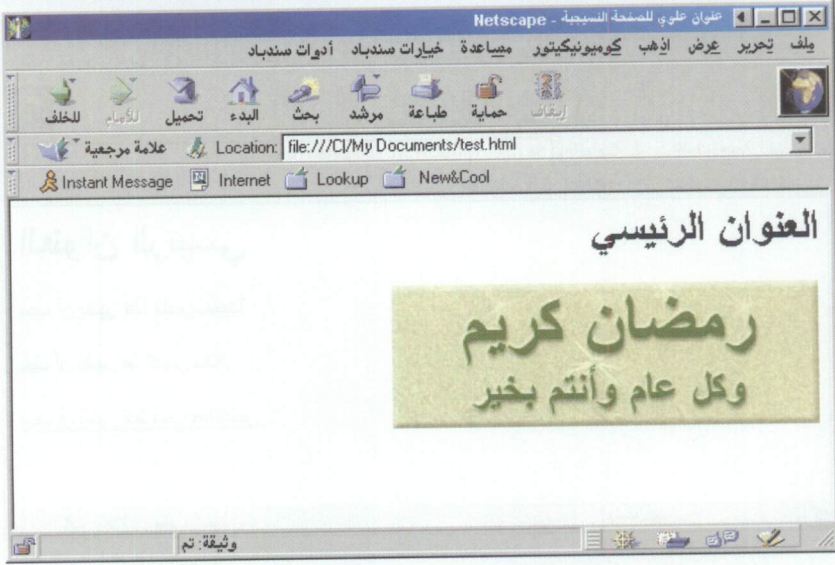 عنوان علوي للصفحة النسيجية - Netscape
ملف تحرير عرض اذهب كوميونيكيتور مساعدة خيارات سندباد أدوات سندباد
للخلف للأمام تحميل البدء بحث مرشد طباعة حماية إيقاف
علامة مرجعية Location: file:///C|/My Documents/test.html
Instant Message Internet Lookup New&Cool
العنوان الرئيسي
رمضان كريم
وكل عام وأنتم بخير
وثيقة: تم